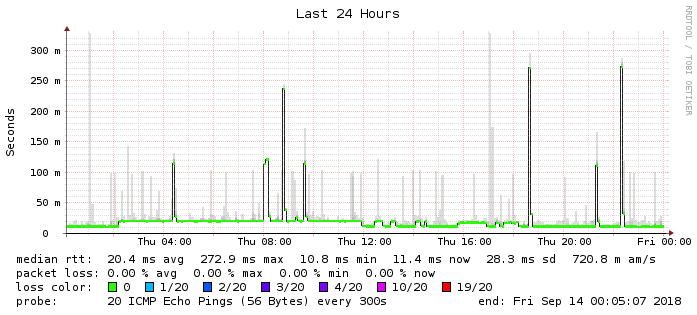 Last 24 Hours
RRDTOOL / TOBI OETIKER
Seconds
300 m
250 m
200 m
150 m
100 m
50 m
0
Thu 04:00 Thu 08:00 Thu 12:00 Thu 16:00 Thu 20:00 Fri 00:00
median rtt: 20.4 ms avg 272.9 ms max 10.8 ms min 11.4 ms now 28.3 ms sd 720.8 m am/s
packet loss: 0.00 % avg 0.00 % max 0.00 % min 0.00 % now
loss color: 0 1/20 2/20 3/20 4/20 10/20 19/20
probe: 20 ICMP Echo Pings (56 Bytes) every 300s end: Fri Sep 14 00:05:07 2018